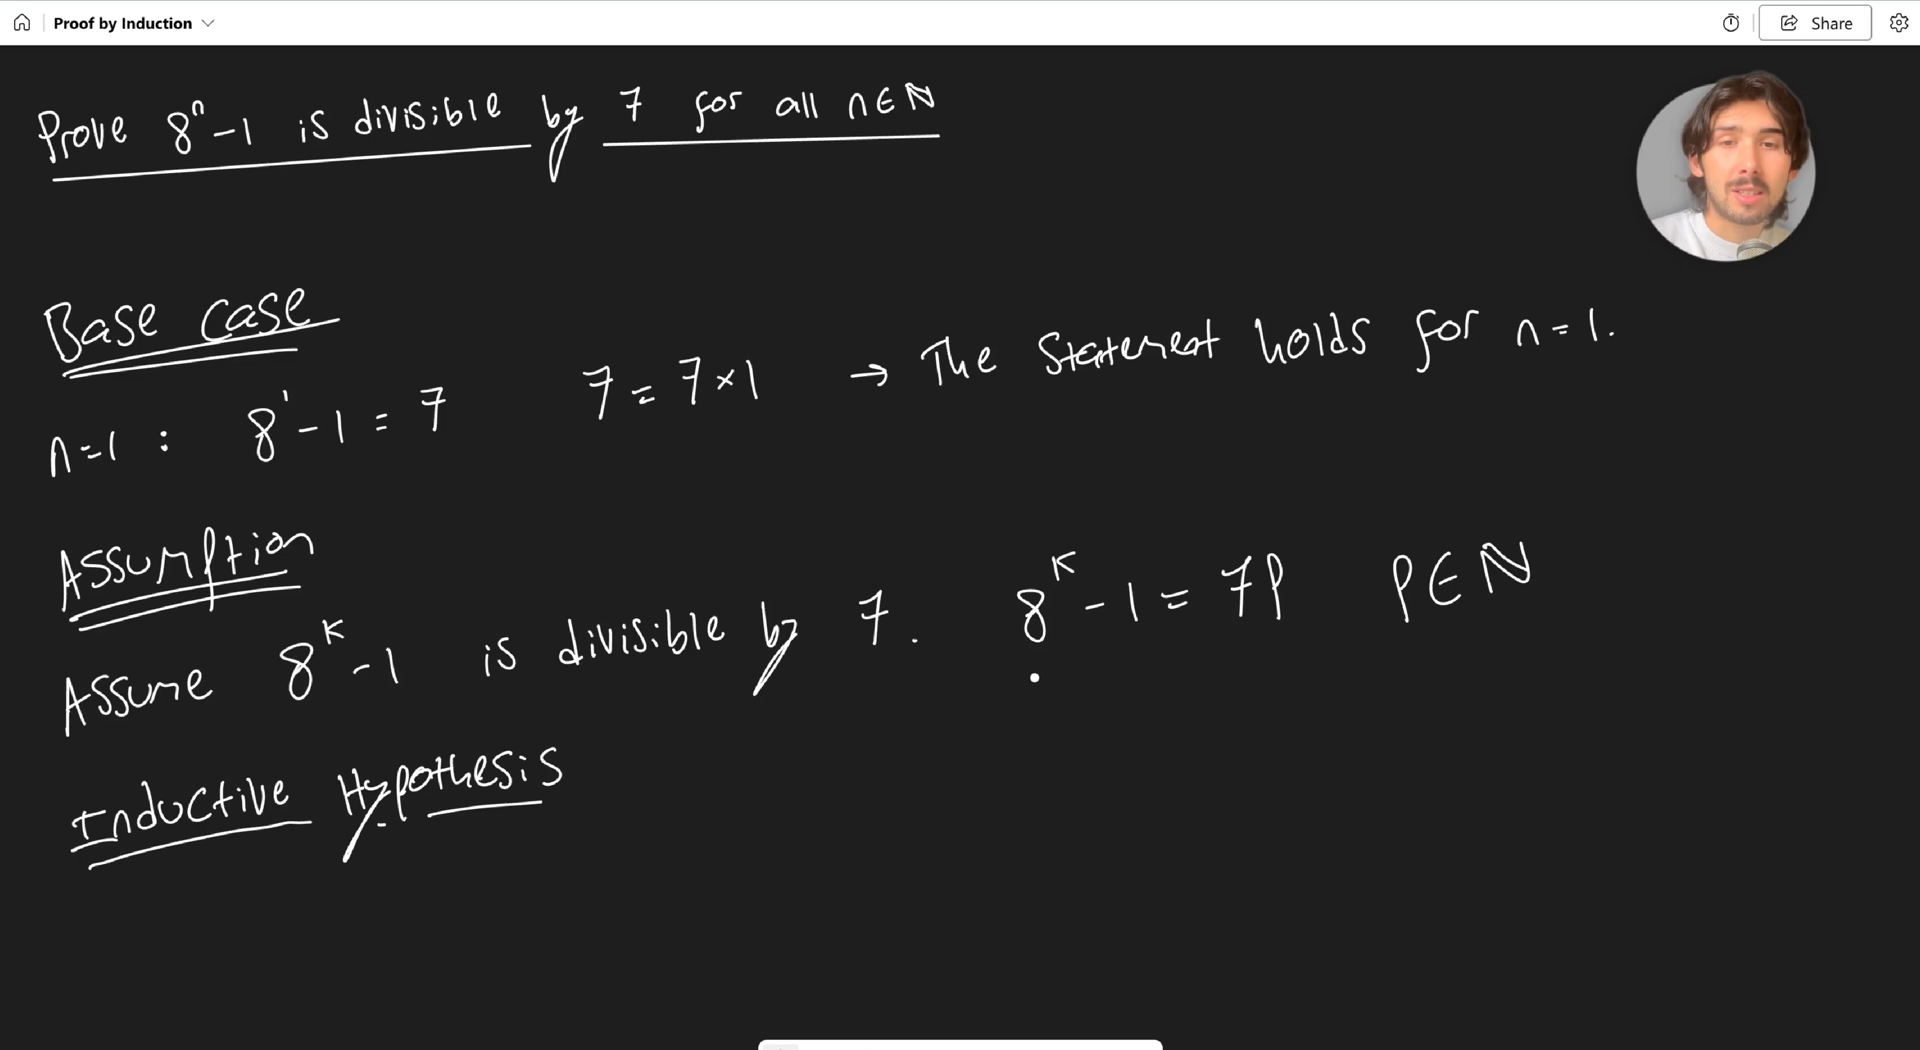 Proof by Induction
Share
Prove 8ⁿ-1 is divisible by 7 for all n∈ℕ
Base case
n=1 : 8¹-1 = 7 7 = 7×1 → The Statement holds for n=1.
Assumption
Assume 8ᴷ-1 is divisible by 7. 8ᴷ-1 = 7P P∈ℕ
Inductive Hypothesis